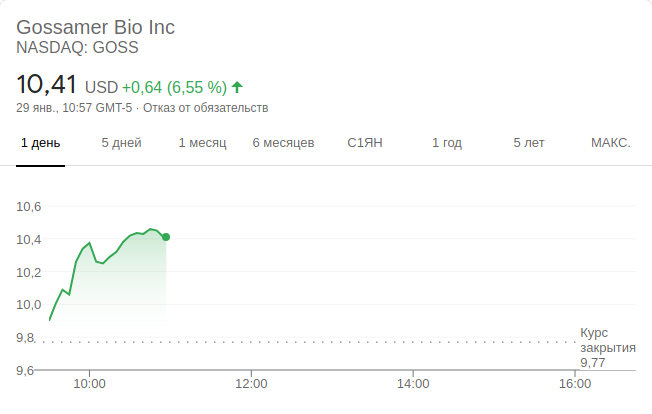 Gossamer Bio Inc
NASDAQ: GOSS
10,41 USD +0,64 (6,55 %)
29 янв., 10:57 GMT-5 · Отказ от обязательств
1 день 5 дней 1 месяц 6 месяцев С1ЯН 1 год 5 лет МАКС.
10,6
10,4
10,2
10,0
9,8
9,6
Курс
закрытия
9,77
10:00 12:00 14:00 16:00